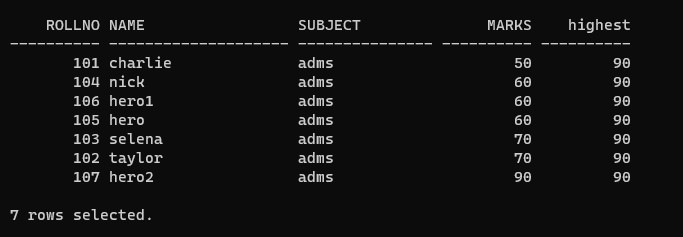 ROLLNO NAME SUBJECT MARKS highest
---------- -------------------- --------------- ---------- ----------
101 charlie adms 50 90
104 nick adms 60 90
106 hero1 adms 60 90
105 hero adms 60 90
103 selena adms 70 90
102 taylor adms 70 90
107 hero2 adms 90 90
7 rows selected.